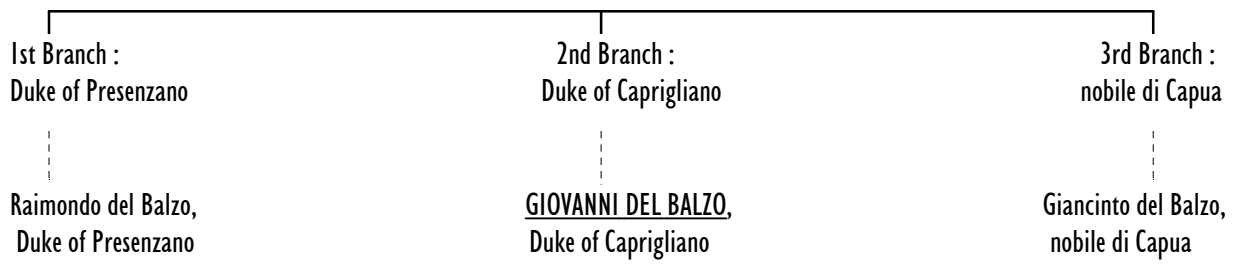 1st Branch :
Duke of Presenzano
2nd Branch :
Duke of Caprigliano
3rd Branch :
nobile di Capua
Raimondo del Balzo,
Duke of Presenzano
GIOVANNI DEL BALZO,
Duke of Caprigliano
Giancinto del Balzo,
nobile di Capua